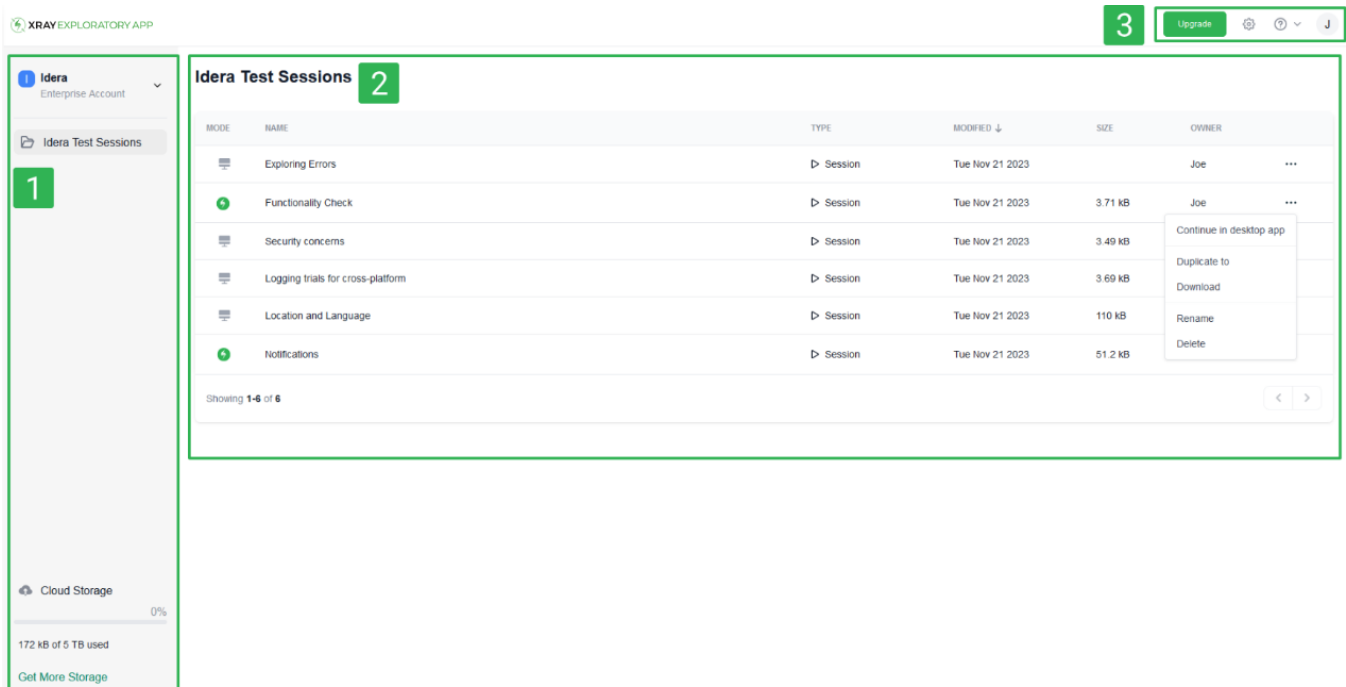 XRAY EXPLORATORY APP
3
Upgrade
J
I
Idera
Enterprise Account
Idera Test Sessions
1
Cloud Storage
0%
172 kB of 5 TB used
Get More Storage
Idera Test Sessions
2
MODE NAME TYPE MODIFIED ↓ SIZE OWNER
Exploring Errors Session Tue Nov 21 2023 Joe ...
Functionality Check Session Tue Nov 21 2023 3.71 kB Joe ...
Security concerns Session Tue Nov 21 2023 3.49 kB
Logging trials for cross-platform Session Tue Nov 21 2023 3.69 kB
Location and Language Session Tue Nov 21 2023 110 kB
Notifications Session Tue Nov 21 2023 51.2 kB
Continue in desktop app
Duplicate to
Download
Rename
Delete
Showing 1-6 of 6